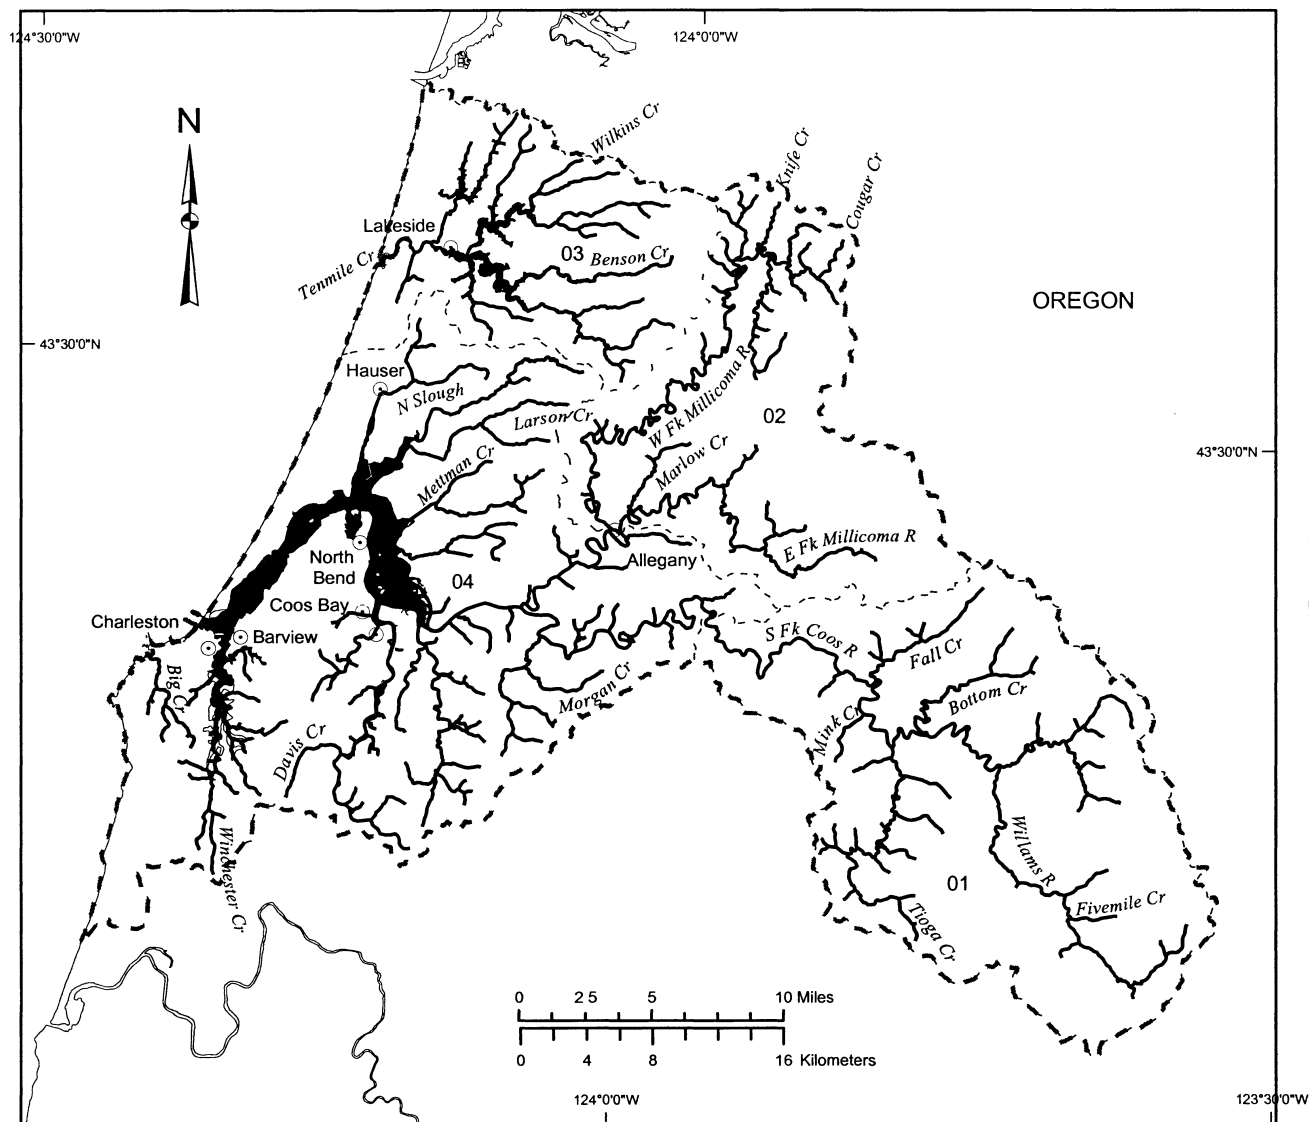 124°30'0"W
124°0'0"W
N
Wilkins Cr
Knife Cr
Cougar Cr
Lakeside
03
Benson Cr
Tenmile Cr
OREGON
43°30'0"N
Hauser
N Slough
W Fk Millicoma R
Larson Cr
02
Marlow Cr
43°30'0"N
Mettman Cr
E Fk Millicoma R
North
Bend
Allegany
04
Coos Bay
Charleston
Barview
S Fk Coos R
Fall Cr
Big Cr
Morgan Cr
Bottom Cr
Mink Cr
Davis Cr
Winchester Cr
Willams R
01
Fivemile Cr
Tioga Cr
0 2 5 5 10 Miles
0 4 8 16 Kilometers
124°0'0"W
123°30'0"W